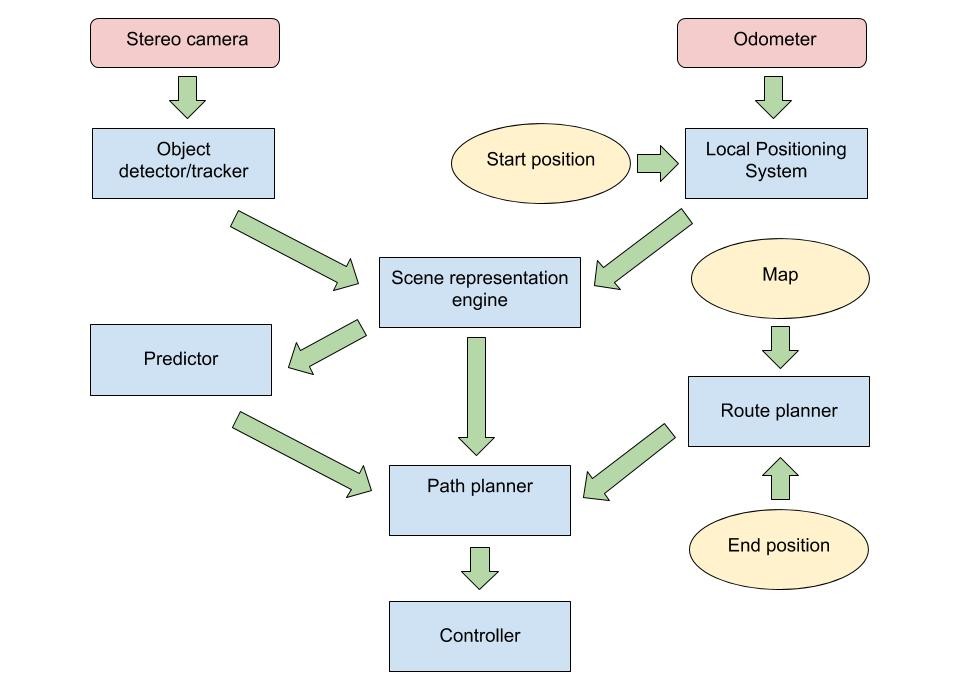 Stereo camera
Odometer
Object
detector/tracker
Start position
Local Positioning
System
Scene representation
engine
Map
Predictor
Route planner
Path planner
End position
Controller